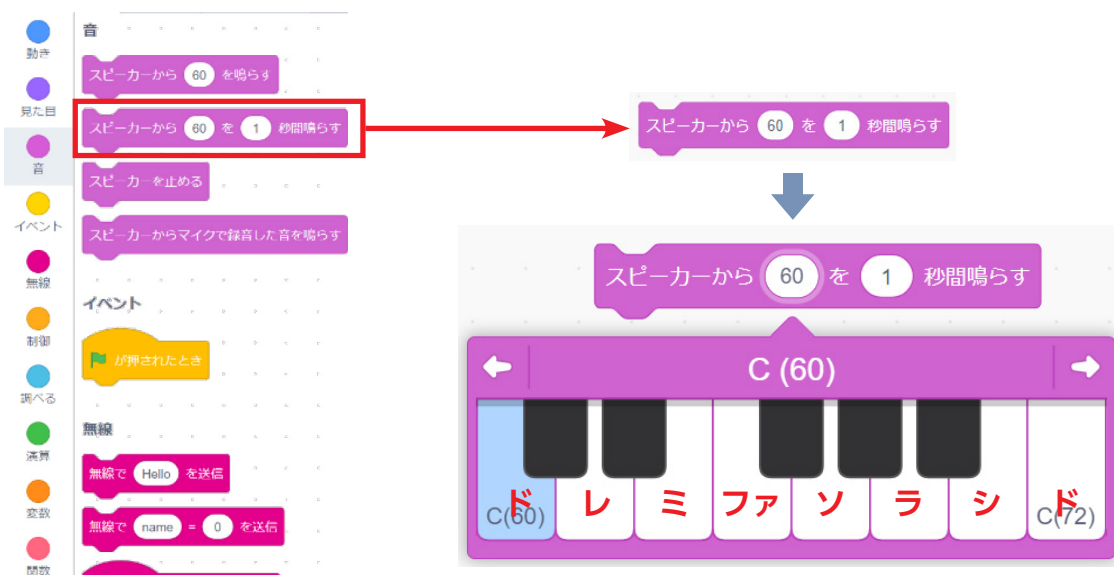 動き
見た目
音
イベント
無線
制御
調べる
演算
変数
関数
音
スピーカーから 60 を鳴らす
スピーカーから 60 を 1 秒間鳴らす
スピーカーを止める
スピーカーからマイクで録音した音を鳴らす
イベント
が押されたとき
無線
無線で Hello を送信
無線で name = 0 を送信
スピーカーから 60 を 1 秒間鳴らす
スピーカーから 60 を 1 秒間鳴らす
C (60)
ド レ ミ ファ ソ ラ シ ド
C(60) C(72)